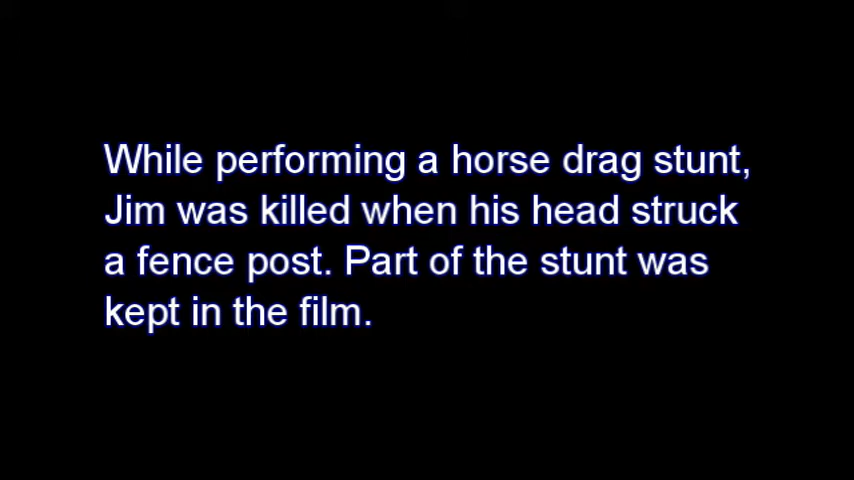 While performing a horse drag stunt,
Jim was killed when his head struck
a fence post. Part of the stunt was
kept in the film.